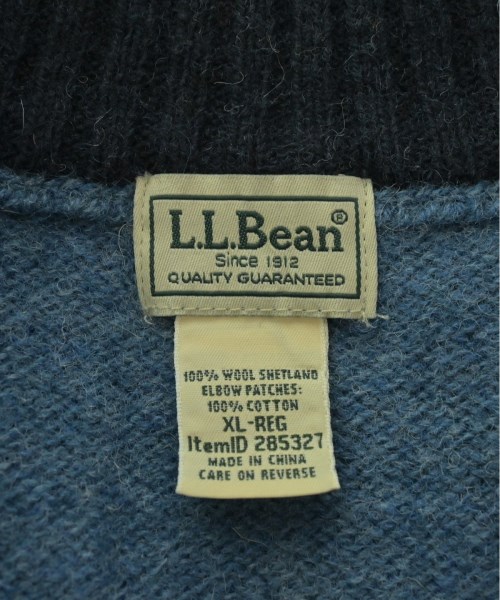 L.L.Bean®
Since 1912
QUALITY GUARANTEED
100% WOOL SHETLAND
ELBOW PATCHES:
100% COTTON
XL-REG
ItemID 285327
MADE IN CHINA
CARE ON REVERSE